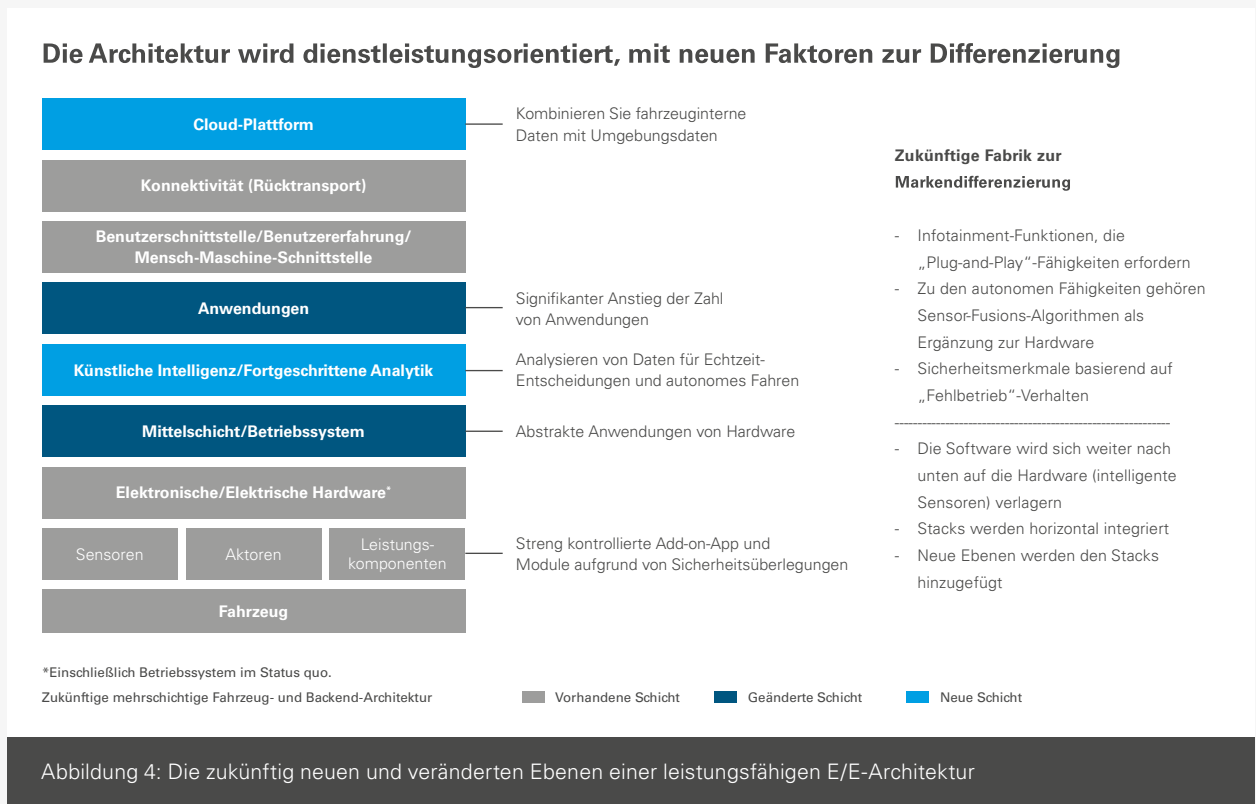 Die Architektur wird dienstleistungsorientiert, mit neuen Faktoren zur Differenzierung
Cloud-Plattform
Kombinieren Sie fahrzeuginterne
Daten mit Umgebungsdaten
Konnektivität (Rücktransport)
Benutzerschnittstelle/Benutzererfahrung/
Mensch-Maschine-Schnittstelle
Anwendungen
Signifikanter Anstieg der Zahl
von Anwendungen
Künstliche Intelligenz/Fortgeschrittene Analytik
Analysieren von Daten für Echtzeit-
Entscheidungen und autonomes Fahren
Mittelschicht/Betriebssystem
Abstrakte Anwendungen von Hardware
Elektronische/Elektrische Hardware*
Sensoren
Aktoren
Leistungs-
komponenten
Streng kontrollierte Add-on-App und
Module aufgrund von Sicherheitsüberlegungen
Fahrzeug
Zukünftige Fabrik zur
Markendifferenzierung
- Infotainment-Funktionen, die
„Plug-and-Play“-Fähigkeiten erfordern
- Zu den autonomen Fähigkeiten gehören
Sensor-Fusions-Algorithmen als
Ergänzung zur Hardware
- Sicherheitsmerkmale basierend auf
„Fehlbetrieb“-Verhalten
- Die Software wird sich weiter nach
unten auf die Hardware (intelligente
Sensoren) verlagern
- Stacks werden horizontal integriert
- Neue Ebenen werden den Stacks
hinzugefügt
*Einschließlich Betriebssystem im Status quo.
Zukünftige mehrschichtige Fahrzeug- und Backend-Architektur
Vorhandene Schicht
Geänderte Schicht
Neue Schicht
Abbildung 4: Die zukünftig neuen und veränderten Ebenen einer leistungsfähigen E/E-Architektur